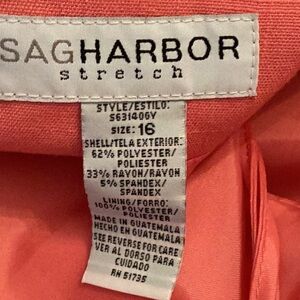 SAGHARBOR
stretch
STYLE/ESTILO:
S631406Y
SIZE: 16
SHELL/TELA EXTERIOR:
62% POLYESTER/
POLIESTER
33% RAYON/RAYON
5% SPANDEX/
SPANDEX
LINING/FORRO:
100% POLYESTER/
POLIESTER
MADE IN GUATEMALA
HECHO EN GUATEMALA
SEE REVERSE FOR CARE
VER AL DORSO PARA
CUIDADO
RN 51735